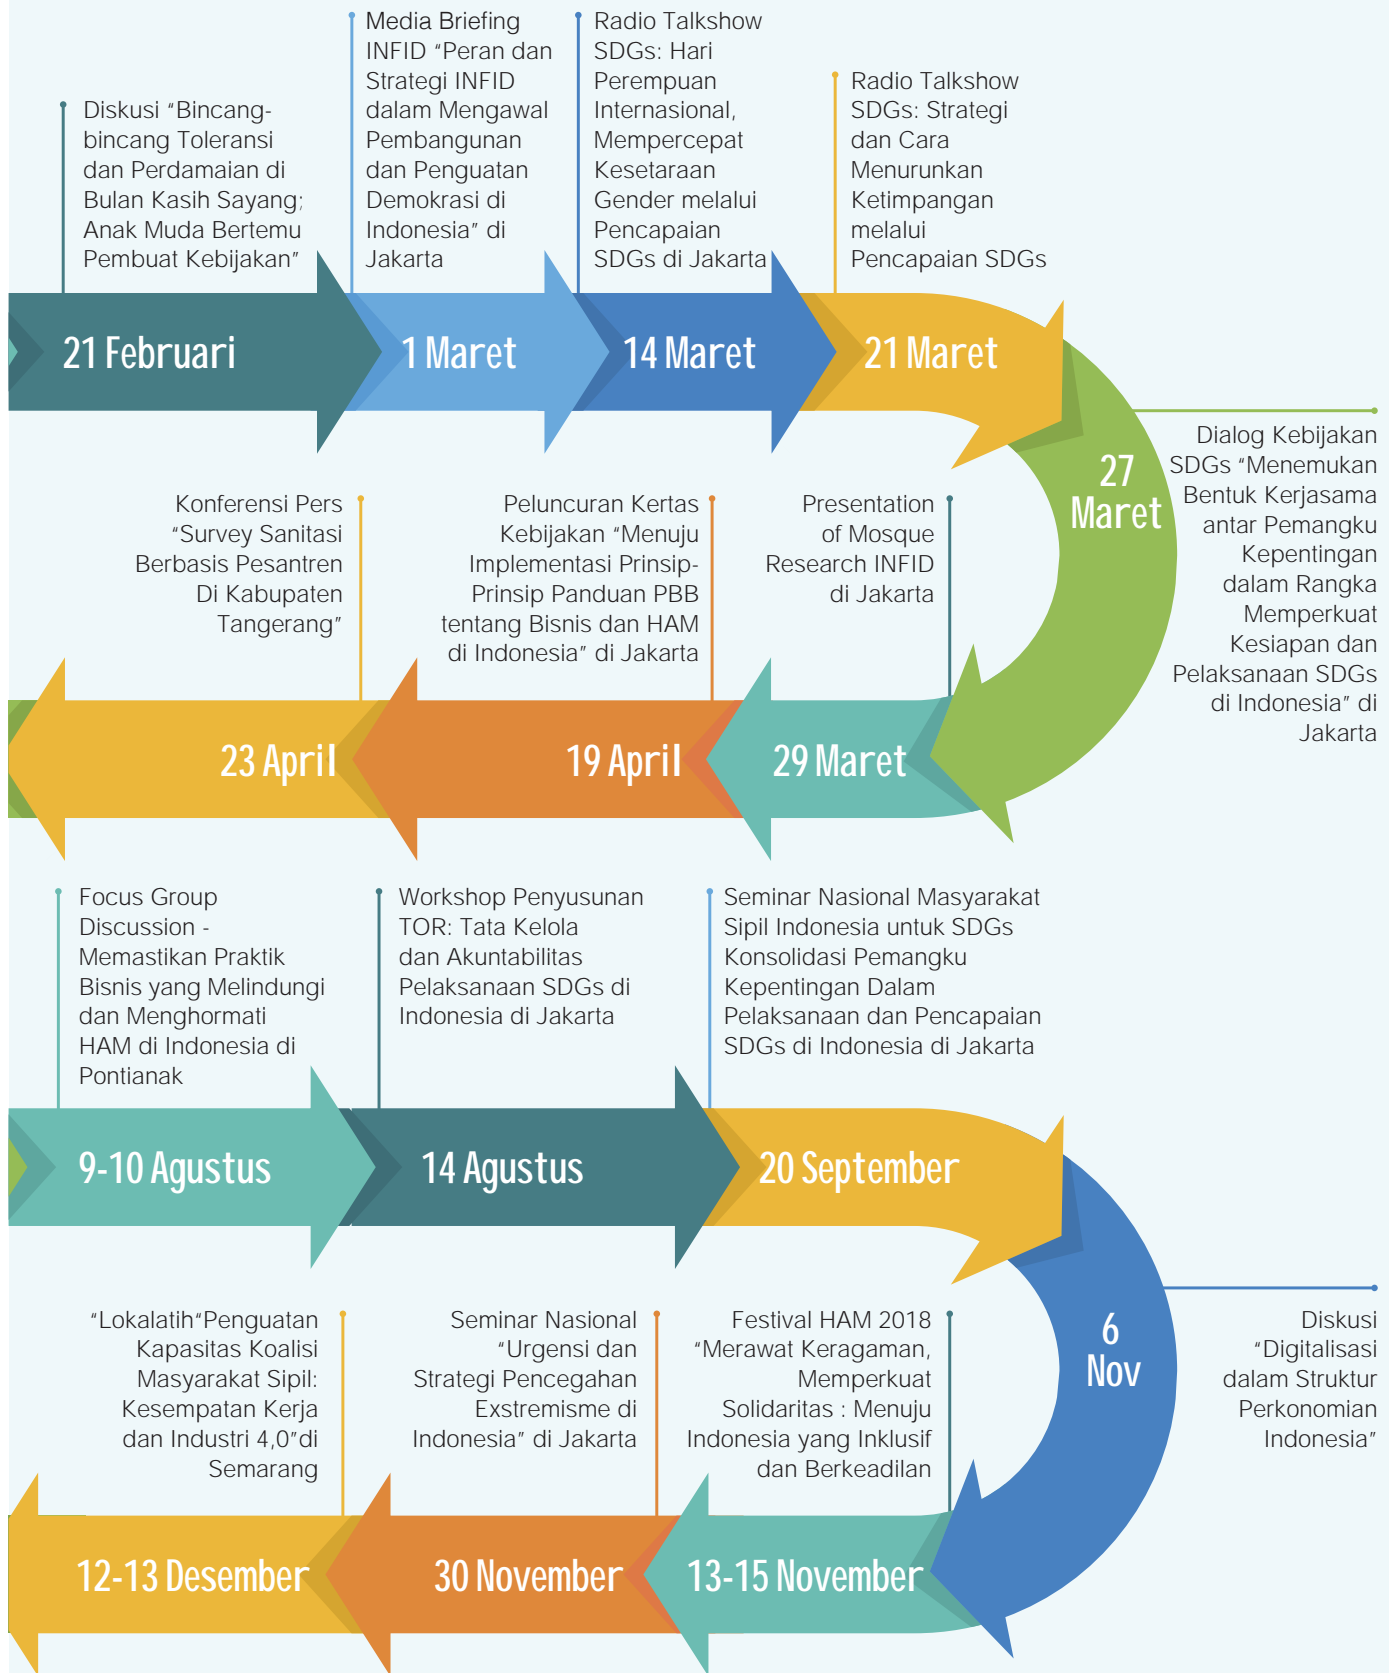 Diskusi “Bincang-
bincang Toleransi
dan Perdamaian di
Bulan Kasih Sayang;
Anak Muda Bertemu
Pembuat Kebijakan”
21 Februari
Media Briefing
INFID “Peran dan
Strategi INFID
dalam Mengawal
Pembangunan
dan Penguatan
Demokrasi di
Indonesia” di
Jakarta
1 Maret
Radio Talkshow
SDGs: Hari
Perempuan
Internasional,
Mempercepat
Kesetaraan
Gender melalui
Pencapaian
SDGs di Jakarta
14 Maret
Radio Talkshow
SDGs: Strategi
dan Cara
Menurunkan
Ketimpangan
melalui
Pencapaian SDGs
21 Maret
27
Maret
Dialog Kebijakan
SDGs “Menemukan
Bentuk Kerjasama
antar Pemangku
Kepentingan
dalam Rangka
Memperkuat
Kesiapan dan
Pelaksanaan SDGs
di Indonesia” di
Jakarta
Presentation
of Mosque
Research INFID
di Jakarta
29 Maret
Peluncuran Kertas
Kebijakan “Menuju
Implementasi Prinsip-
Prinsip Panduan PBB
tentang Bisnis dan HAM
di Indonesia” di Jakarta
19 April
Konferensi Pers
“Survey Sanitasi
Berbasis Pesantren
Di Kabupaten
Tangerang”
23 April
Focus Group
Discussion -
Memastikan Praktik
Bisnis yang Melindungi
dan Menghormati
HAM di Indonesia di
Pontianak
9-10 Agustus
Workshop Penyusunan
TOR: Tata Kelola
dan Akuntabilitas
Pelaksanaan SDGs di
Indonesia di Jakarta
14 Agustus
Seminar Nasional Masyarakat
Sipil Indonesia untuk SDGs
Konsolidasi Pemangku
Kepentingan Dalam
Pelaksanaan dan Pencapaian
SDGs di Indonesia di Jakarta
20 September
6
Nov
Diskusi
“Digitalisasi
dalam Struktur
Perkonomian
Indonesia”
Festival HAM 2018
“Merawat Keragaman,
Memperkuat
Solidaritas : Menuju
Indonesia yang Inklusif
dan Berkeadilan
13-15 November
Seminar Nasional
“Urgensi dan
Strategi Pencegahan
Exstremisme di
Indonesia” di Jakarta
30 November
“Lokalatih“Penguatan
Kapasitas Koalisi
Masyarakat Sipil:
Kesempatan Kerja
dan Industri 4,0”di
Semarang
12-13 Desember